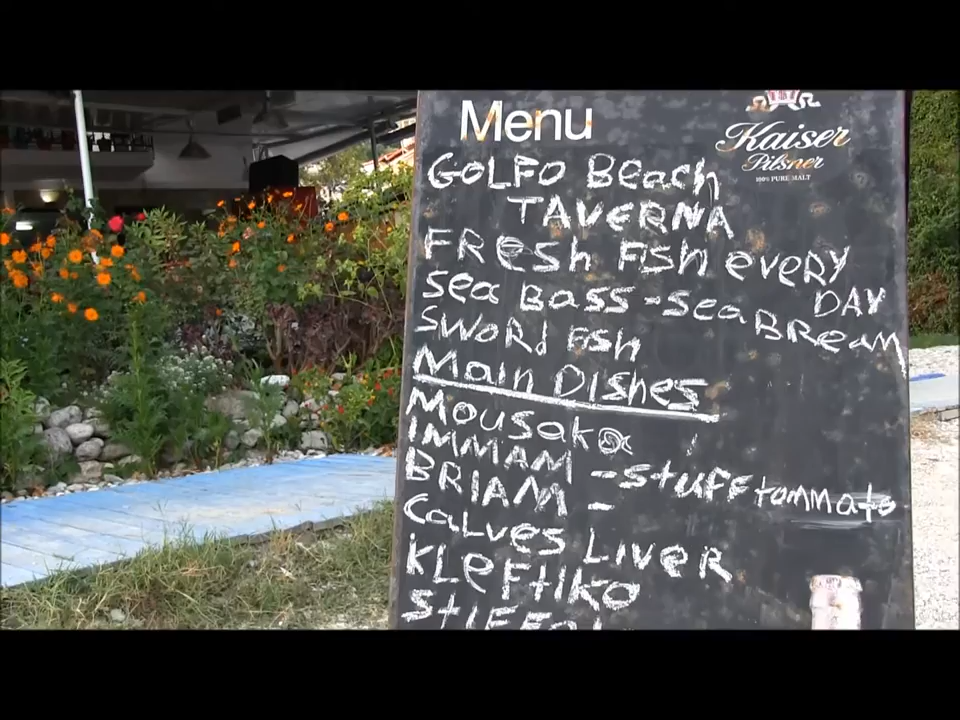 Menu
Kaiser
Pilsner
100% PURE MALT
GOLFO Beach
TAVERNA
FRESH FISh EVERy
DAY
Sea BASS - Sea BREam
SWORD FISh
MAIN DIShES
MOUSaKa
IMMAM - STUFF tommato
BRIAM -
CaLVES LIVER
KLEFtIKO